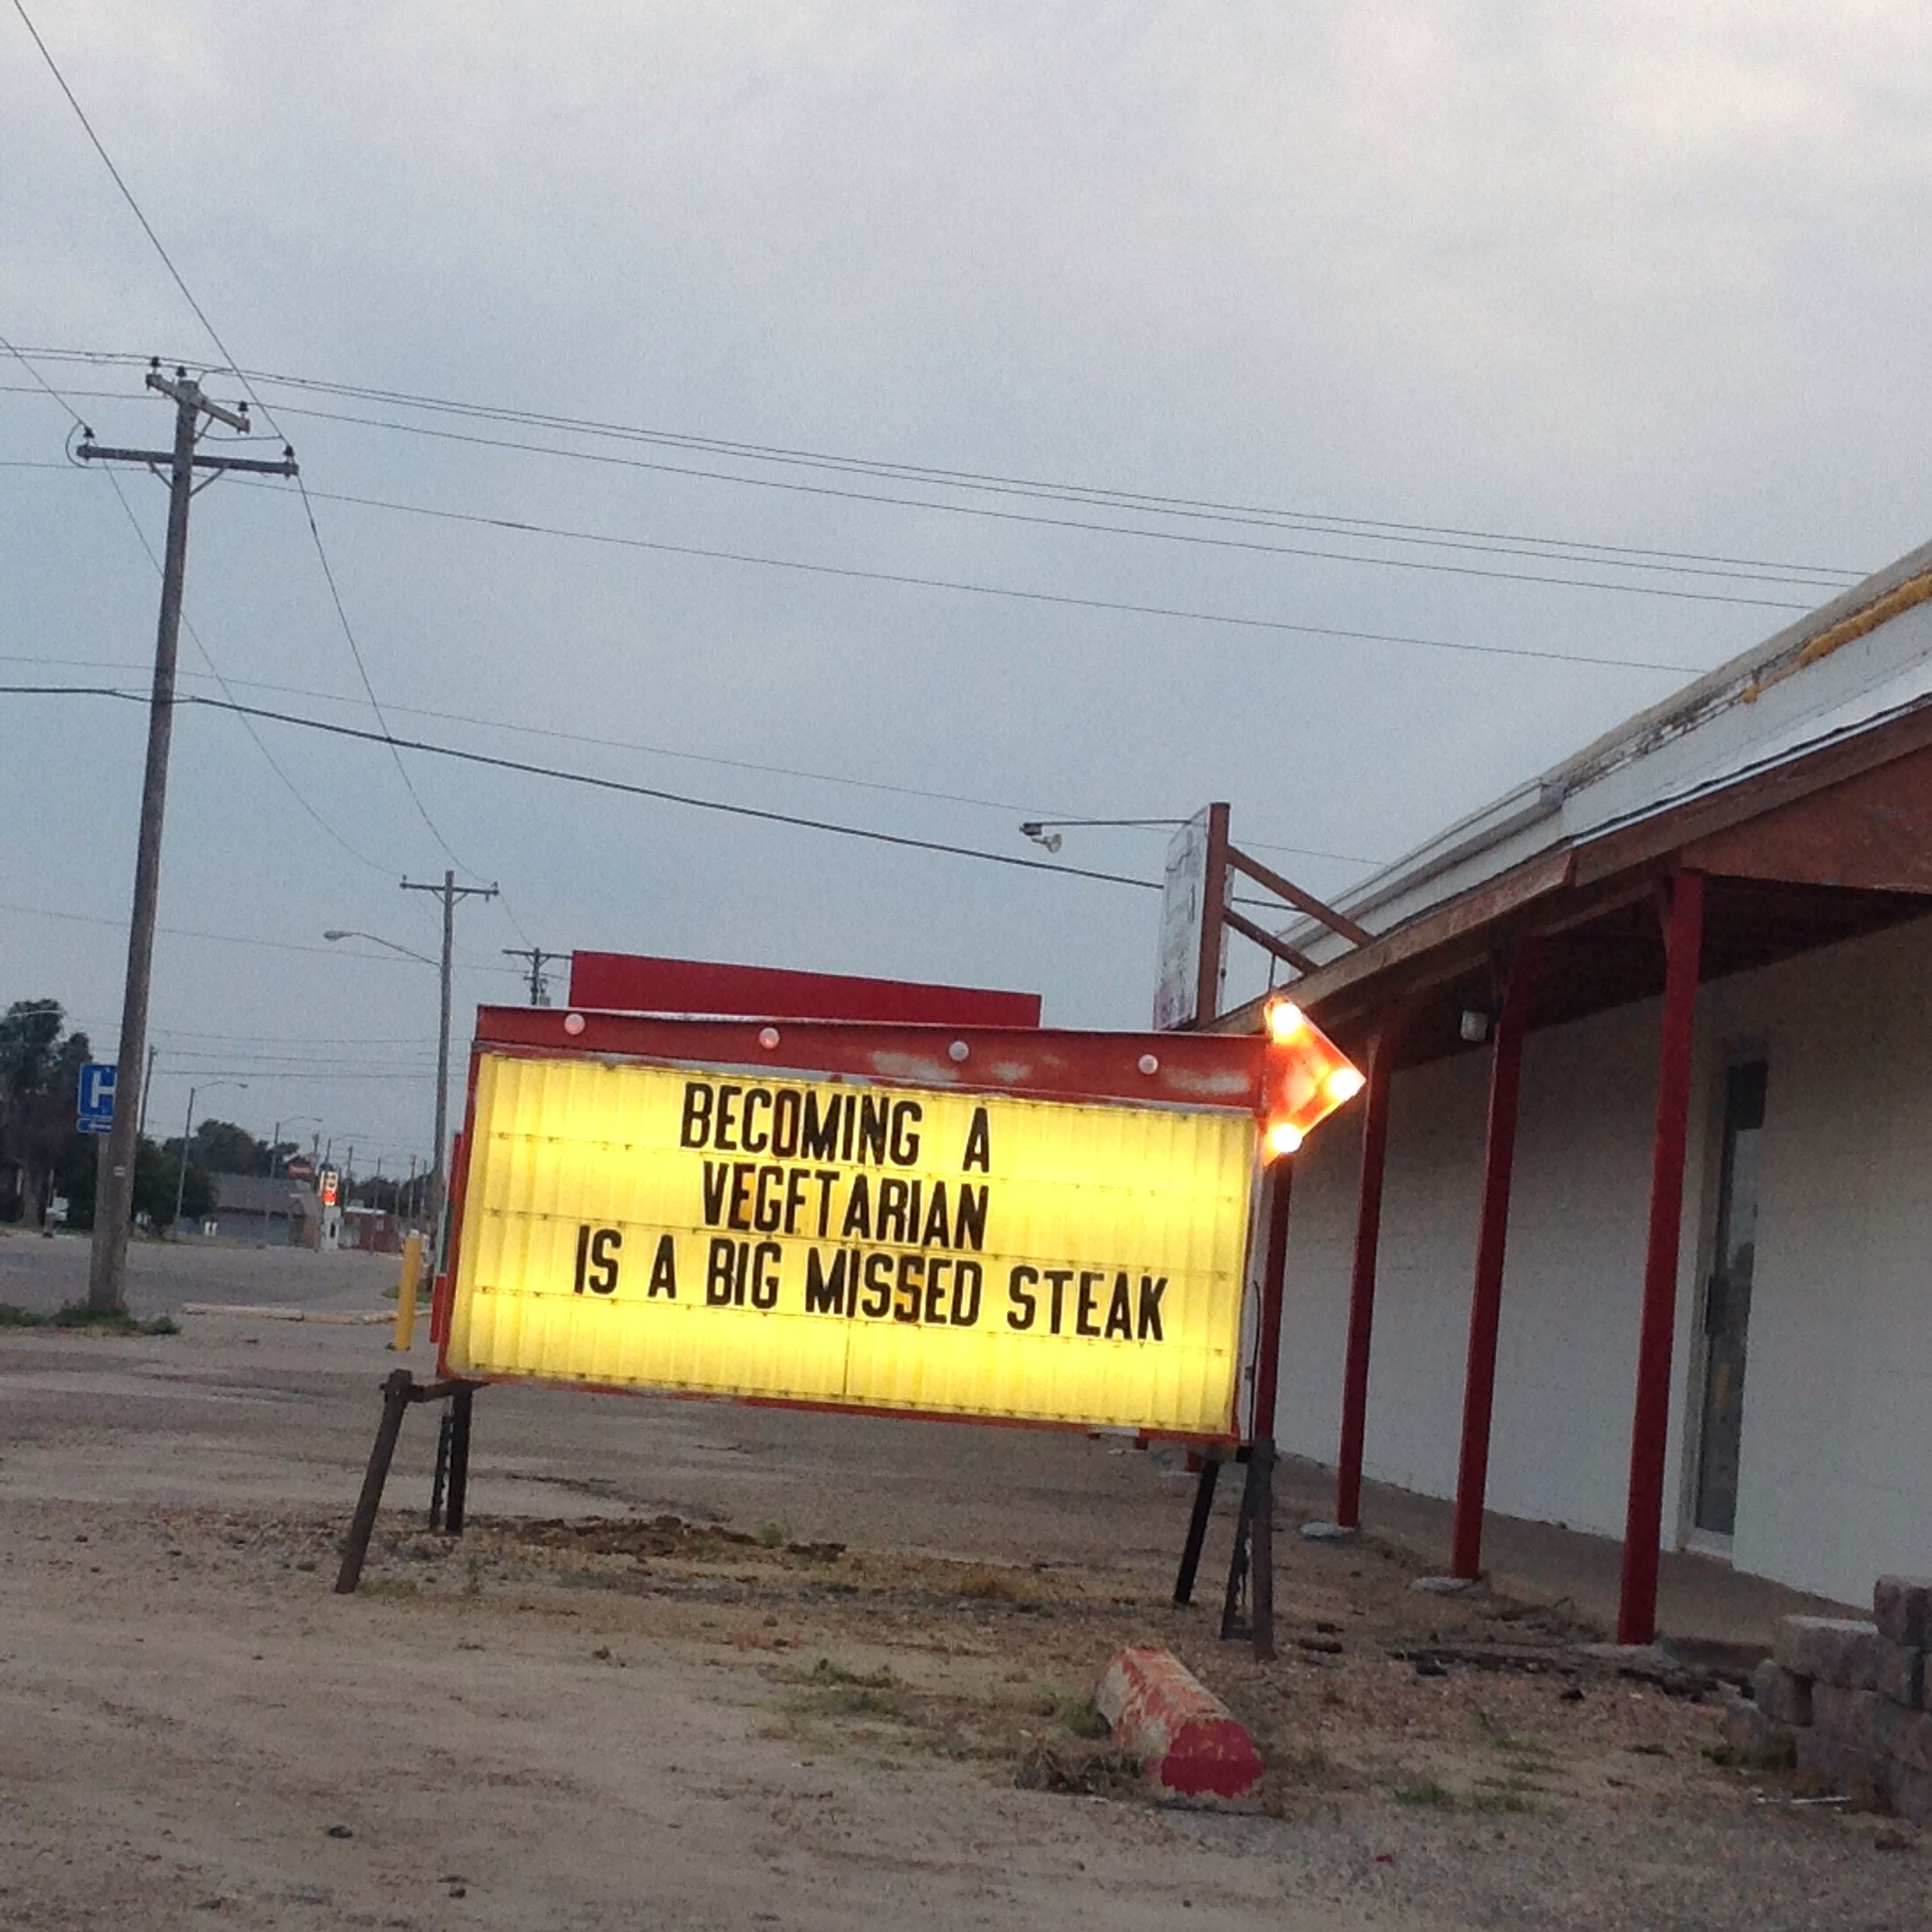 BECOMING A
VEGFTARIAN
IS A BIG MISSED STEAK
H